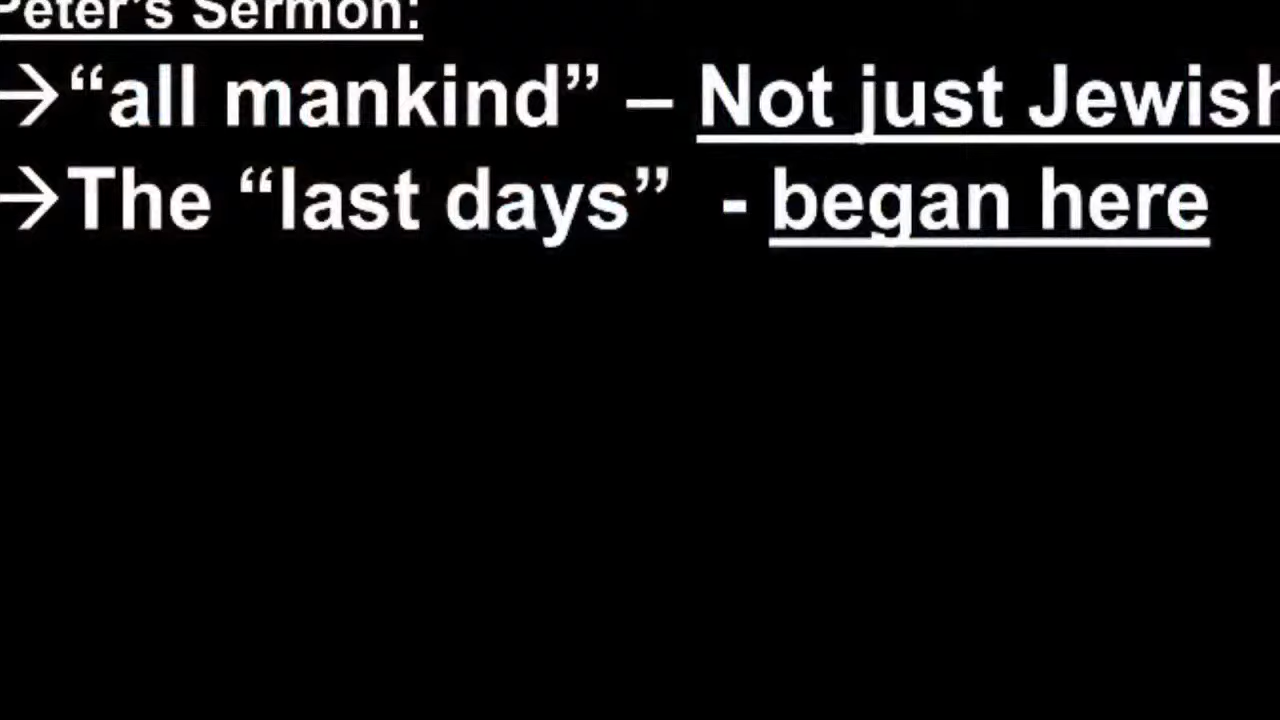 Peter's Sermon:
→“all mankind” – Not just Jewish
→The “last days” - began here